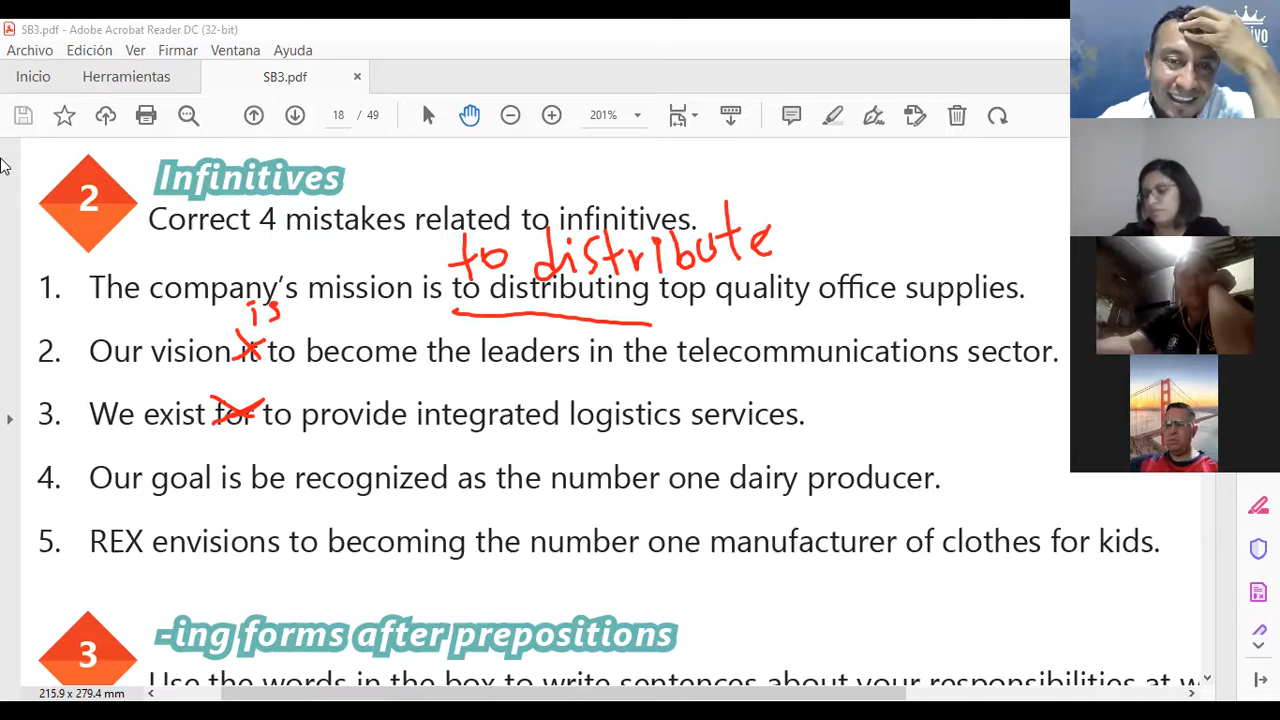 SB3.pdf - Adobe Acrobat Reader DC (32-bit)
Archivo Edición Ver Firmar Ventana Ayuda
Inicio Herramientas SB3.pdf ×
18 / 49 201%
2 Infinitives
Correct 4 mistakes related to infinitives.
to distribute
1. The company's mission is to distributing top quality office supplies.
is
2. Our vision it to become the leaders in the telecommunications sector.
3. We exist for to provide integrated logistics services.
4. Our goal is be recognized as the number one dairy producer.
5. REX envisions to becoming the number one manufacturer of clothes for kids.
3 -ing forms after prepositions
Use the words in the box to write sentences about your responsibilities at w
215.9 x 279.4 mm